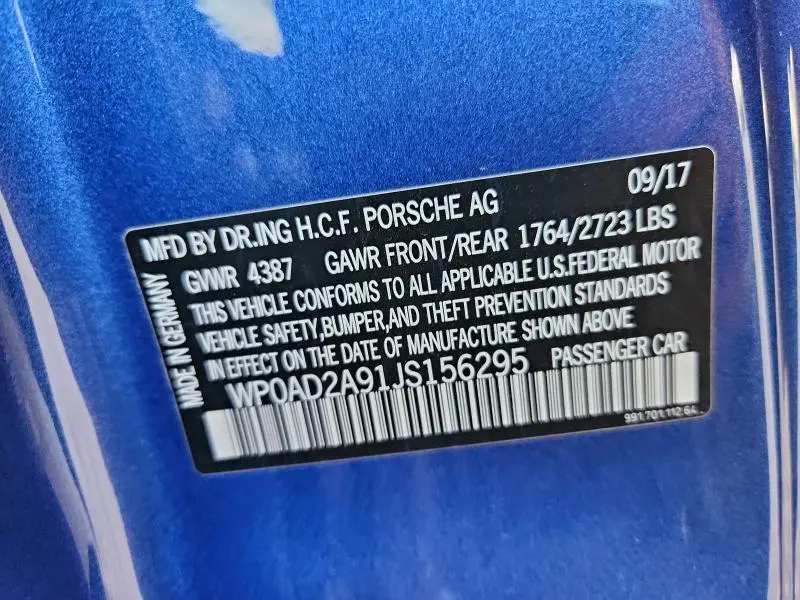 09/17
MFD BY DR.ING H.C.F. PORSCHE AG
GVWR 4387 GAWR FRONT/REAR 1764/2723 LBS
THIS VEHICLE CONFORMS TO ALL APPLICABLE U.S.FEDERAL MOTOR
VEHICLE SAFETY,BUMPER,AND THEFT PREVENTION STANDARDS
IN EFFECT ON THE DATE OF MANUFACTURE SHOWN ABOVE
WP0AD2A91JS156295 PASSENGER CAR
991.701.112.64
MADE IN GERMANY